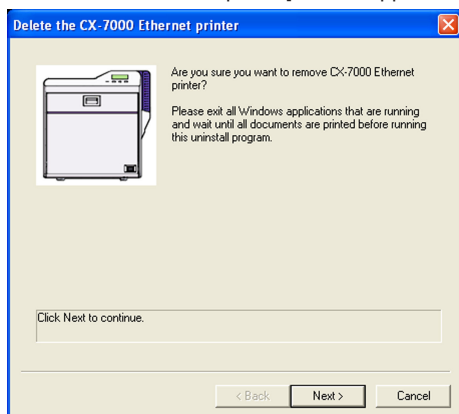 Delete the CX-7000 Ethernet printer
Are you sure you want to remove CX-7000 Ethernet
printer?
Please exit all Windows applications that are running
and wait until all documents are printed before running
this uninstall program.
Click Next to continue.
< Back
Next >
Cancel